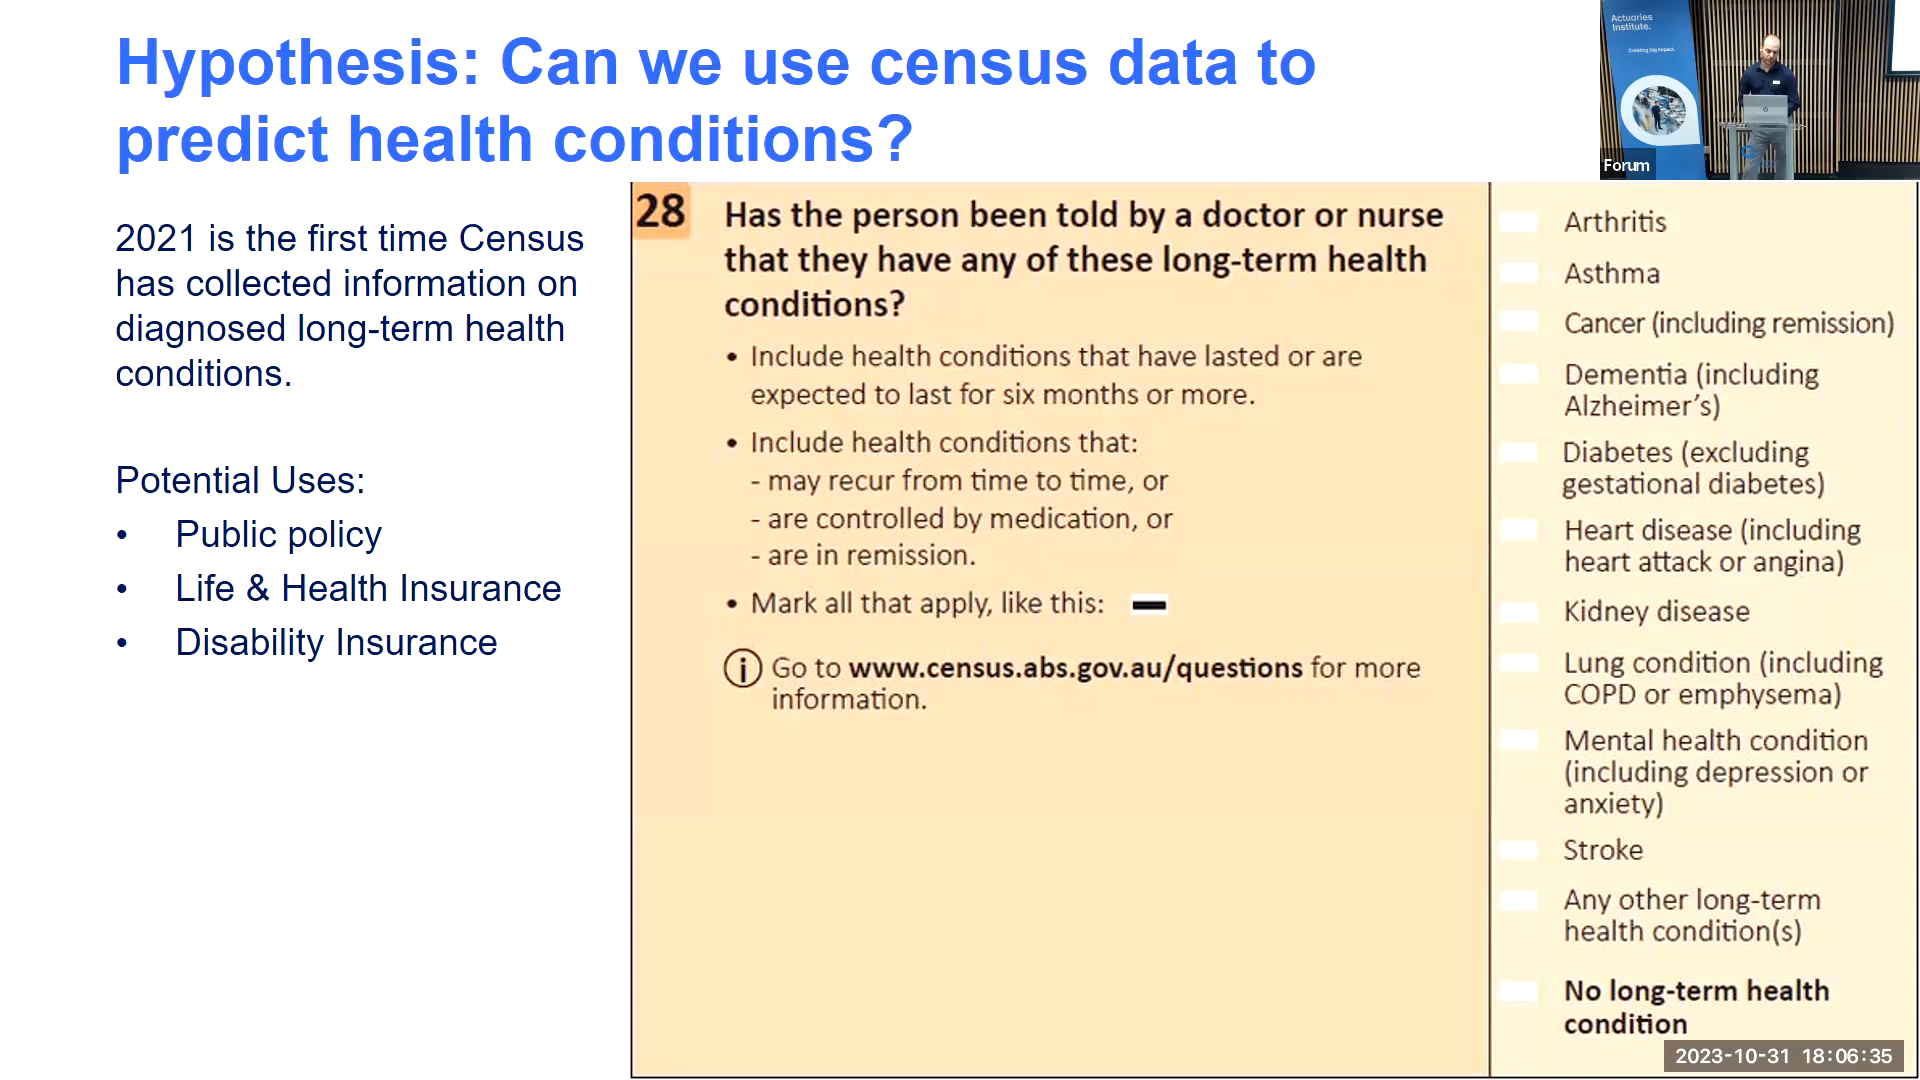 Hypothesis: Can we use census data to
predict health conditions?
Actuaries
Institute.
Creating big impact.
Forum
2021 is the first time Census
has collected information on
diagnosed long-term health
conditions.
Potential Uses:
• Public policy
• Life & Health Insurance
• Disability Insurance
28
Has the person been told by a doctor or nurse
that they have any of these long-term health
conditions?
• Include health conditions that have lasted or are
expected to last for six months or more.
• Include health conditions that:
- may recur from time to time, or
- are controlled by medication, or
- are in remission.
• Mark all that apply, like this:
i Go to www.census.abs.gov.au/questions for more
information.
Arthritis
Asthma
Cancer (including remission)
Dementia (including
Alzheimer’s)
Diabetes (excluding
gestational diabetes)
Heart disease (including
heart attack or angina)
Kidney disease
Lung condition (including
COPD or emphysema)
Mental health condition
(including depression or
anxiety)
Stroke
Any other long-term
health condition(s)
No long-term health
condition
2023-10-31 18:06:35